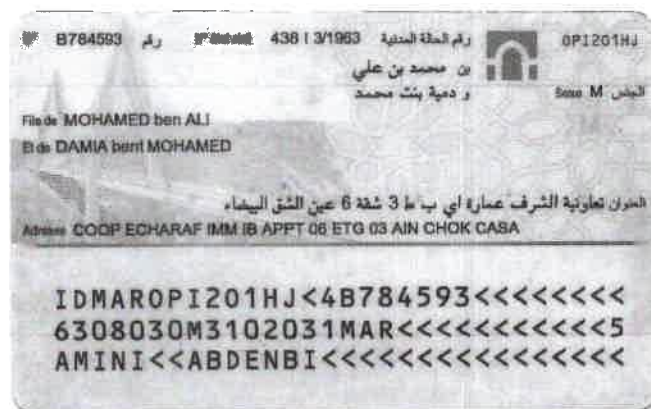 B784593 رقم 436 I 3/1963 رقم الحالة المدنية OPI201HJ
بن محمد بن علي
و دمية بنت محمد
Sexe M الجنس
Fils de MOHAMED ben ALI
Et de DAMIA bent MOHAMED
العنوان تعاونية الشرف عمارة اي ب ط 3 شقة 6 عين الشق البيضاء
Adresse COOP ECHARAF IMM IB APPT 06 ETG 03 AIN CHOK CASA
IDMAROPI201HJ<4B784593<<<<<<<<
6308030M3102031MAR<<<<<<<<<<<5
AMINI<<ABDENBI<<<<<<<<<<<<<<<<